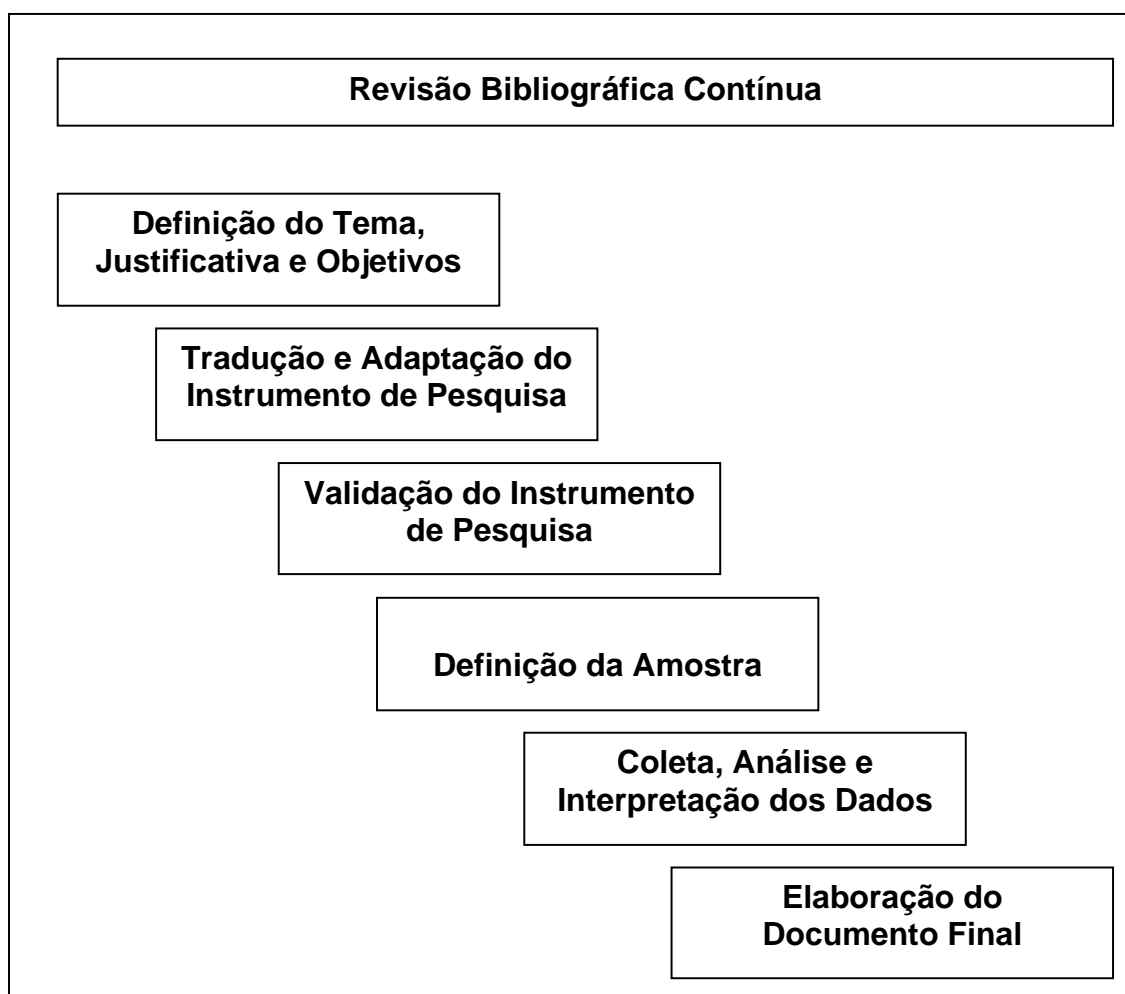 Revisão Bibliográfica Contínua
Definição do Tema,
Justificativa e Objetivos
Tradução e Adaptação do
Instrumento de Pesquisa
Validação do Instrumento
de Pesquisa
Definição da Amostra
Coleta, Análise e
Interpretação dos Dados
Elaboração do
Documento Final